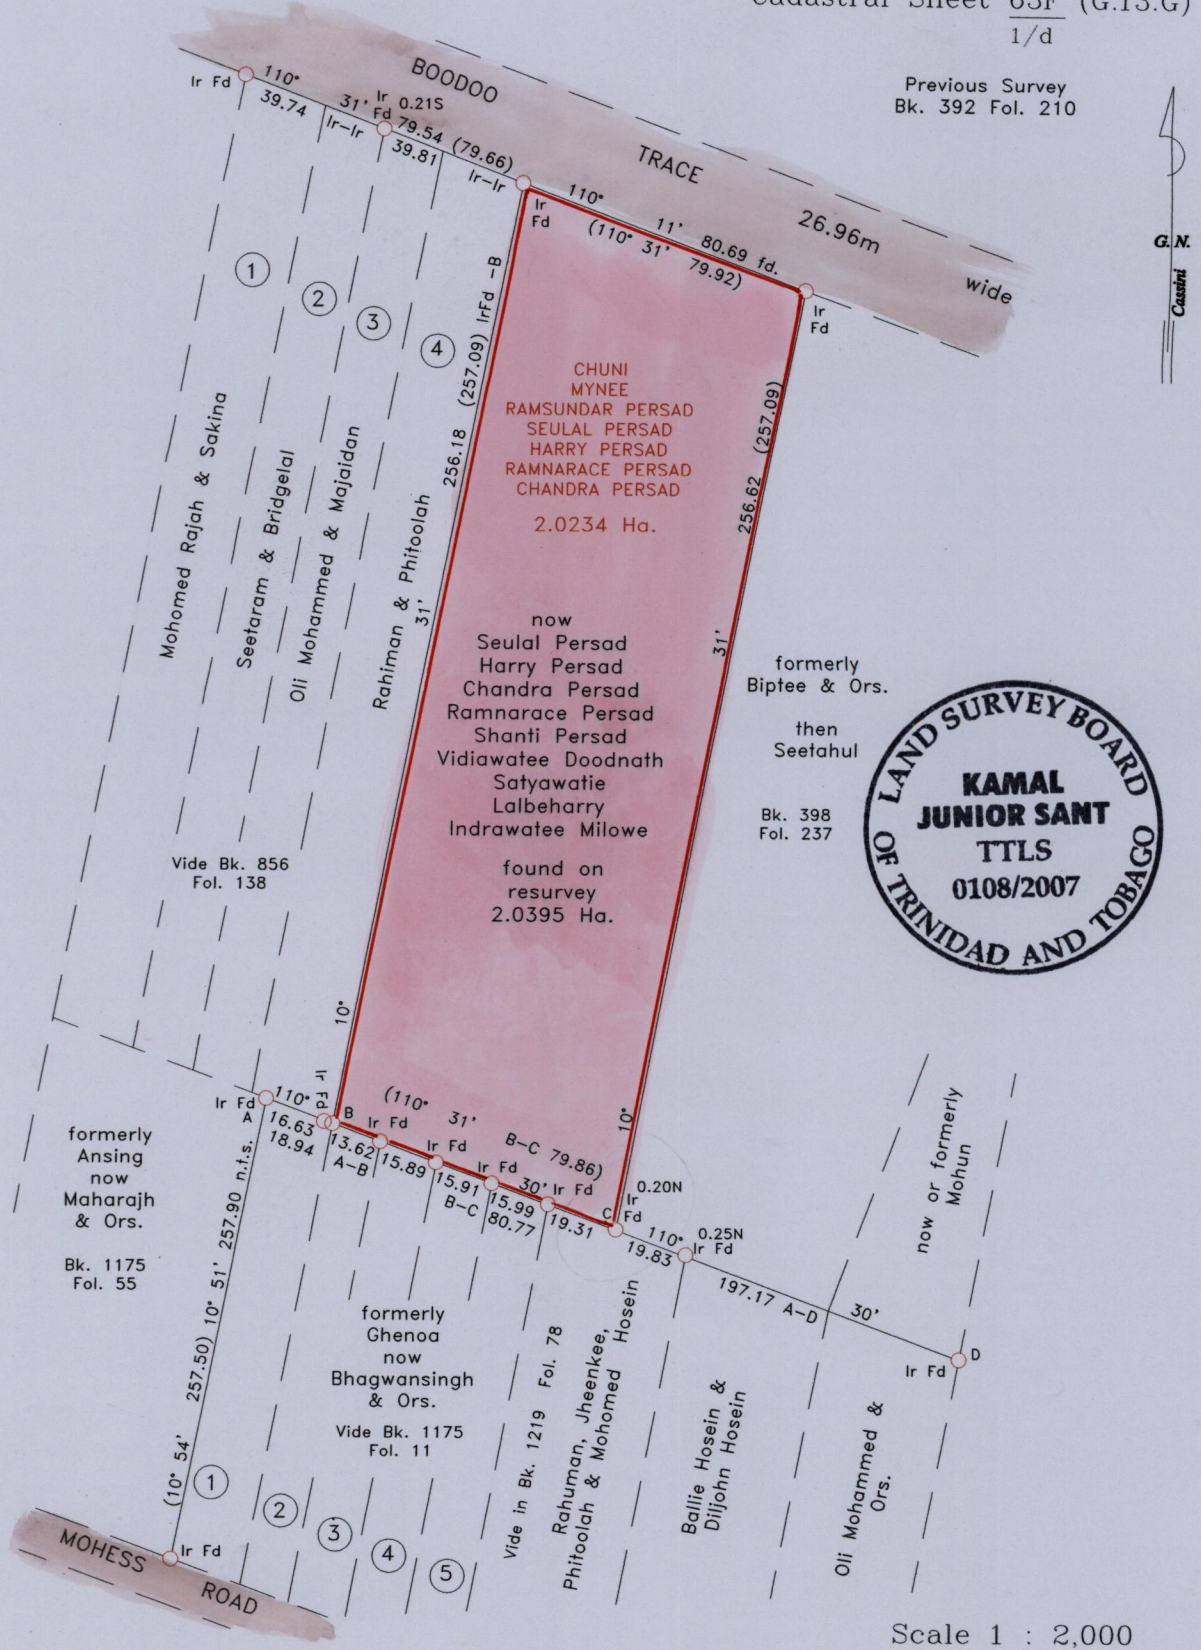 Cadastral Sheet 63F (G.13.G)
1/d
Previous Survey
Bk. 392 Fol. 210
G.N.
Cassini
BOODOO
TRACE
26.96m
wide
Ir Fd
110°
39.74
31'
Ir-Ir
Ir
Fd
0.21S
79.54 (79.66)
39.81
Ir-Ir
Ir
Fd
110°
11'
80.69 fd.
(110° 31' 79.92)
Ir
Fd
1
2
3
4
Mohomed Rajah & Sakina
Seetaram & Bridgelal
Oli Mohammed & Majaidan
Rahiman & Phitoolah
256.18 (257.09) IrFd -B
31'
10°
CHUNI
MYNEE
RAMSUNDAR PERSAD
SEULAL PERSAD
HARRY PERSAD
RAMNARACE PERSAD
CHANDRA PERSAD
2.0234 Ha.
now
Seulal Persad
Harry Persad
Chandra Persad
Ramnarace Persad
Shanti Persad
Vidiawatee Doodnath
Satyawatie
Lalbeharry
Indrawatee Milowe
found on
resurvey
2.0395 Ha.
256.62 (257.09)
31'
10°
formerly
Biptee & Ors.
then
Seetahul
Bk. 398
Fol. 237
LAND SURVEY BOARD
OF TRINIDAD AND TOBAGO
KAMAL
JUNIOR SANT
TTLS
0108/2007
Vide Bk. 856
Fol. 138
Ir Fd
A
110°
16.63
18.94
Ir Fd
B
13.62
A-B
Ir Fd
15.89
Ir Fd
15.91
B-C 80.77
Ir Fd
15.99
30'
Ir Fd
19.31
(110° 31' B-C 79.86)
C
Ir
Fd
0.20N
110°
19.83
0.25N
Ir Fd
197.17 A-D
30'
D
Ir Fd
now or formerly
Mohun
formerly
Ansing
now
Maharajh
& Ors.
Bk. 1175
Fol. 55
(10° 54' 257.50) 10° 51' 257.90 n.t.s.
formerly
Ghenoa
now
Bhagwansingh
& Ors.
Vide Bk. 1175
Fol. 11
Vide in Bk. 1219 Fol. 78
Rahuman, Jheenkee,
Phitoolah & Mohomed Hosein
Ballie Hosein &
Diljohn Hosein
Oli Mohammed &
Ors.
1
2
3
4
5
Ir Fd
MOHESS
ROAD
Scale 1 : 2,000